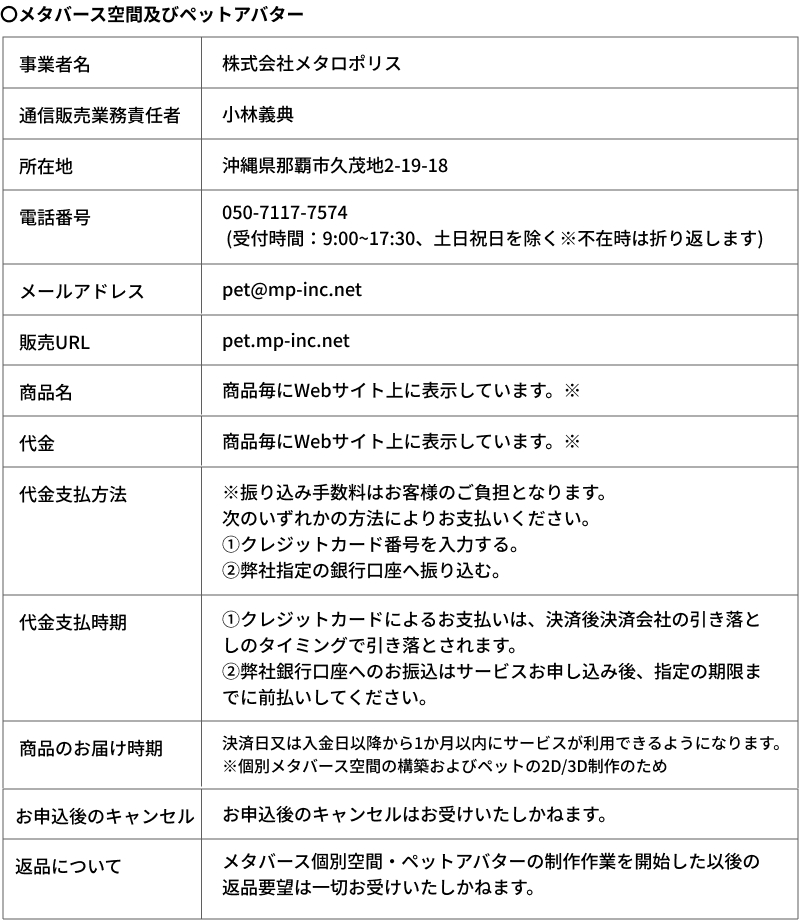 〇メタバース空間及びペットアバター
事業者名
株式会社メタロポリス
通信販売業務責任者
小林義典
所在地
沖縄県那覇市久茂地2-19-18
電話番号
050-7117-7574
(受付時間：9:00~17:30、土日祝日を除く※不在時は折り返します)
メールアドレス
pet@mp-inc.net
販売URL
pet.mp-inc.net
商品名
商品毎にWebサイト上に表示しています。※
代金
商品毎にWebサイト上に表示しています。※
代金支払方法
※振り込み手数料はお客様のご負担となります。
次のいずれかの方法によりお支払いください。
①クレジットカード番号を入力する。
②弊社指定の銀行口座へ振り込む。
代金支払時期
①クレジットカードによるお支払いは、決済後決済会社の引き落と
しのタイミングで引き落とされます。
②弊社銀行口座へのお振込はサービスお申し込み後、指定の期限ま
でに前払いしてください。
商品のお届け時期
決済日又は入金日以降から1か月以内にサービスが利用できるようになります。
※個別メタバース空間の構築およびペットの2D/3D制作のため
お申込後のキャンセル
お申込後のキャンセルはお受けいたしかねます。
返品について
メタバース個別空間・ペットアバターの制作作業を開始した以後の
返品要望は一切お受けいたしかねます。